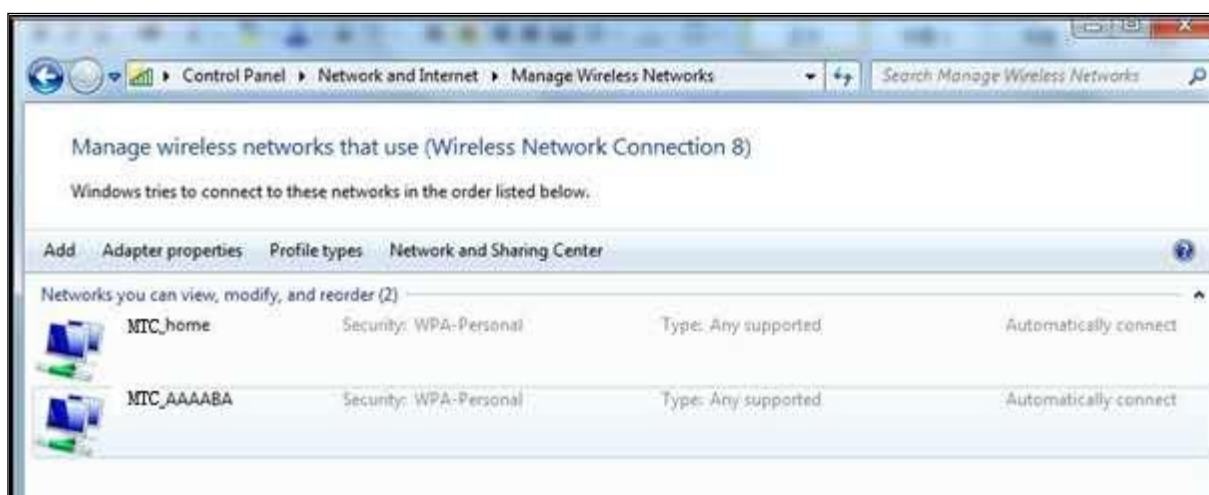 Control Panel ▸ Network and Internet ▸ Manage Wireless Networks Search Manage Wireless Networks
Manage wireless networks that use (Wireless Network Connection 8)
Windows tries to connect to these networks in the order listed below.
Add Adapter properties Profile types Network and Sharing Center
Networks you can view, modify, and reorder (2)
MTC_home Security: WPA-Personal Type: Any supported Automatically connect
MTC_AAAABA Security: WPA-Personal Type: Any supported Automatically connect